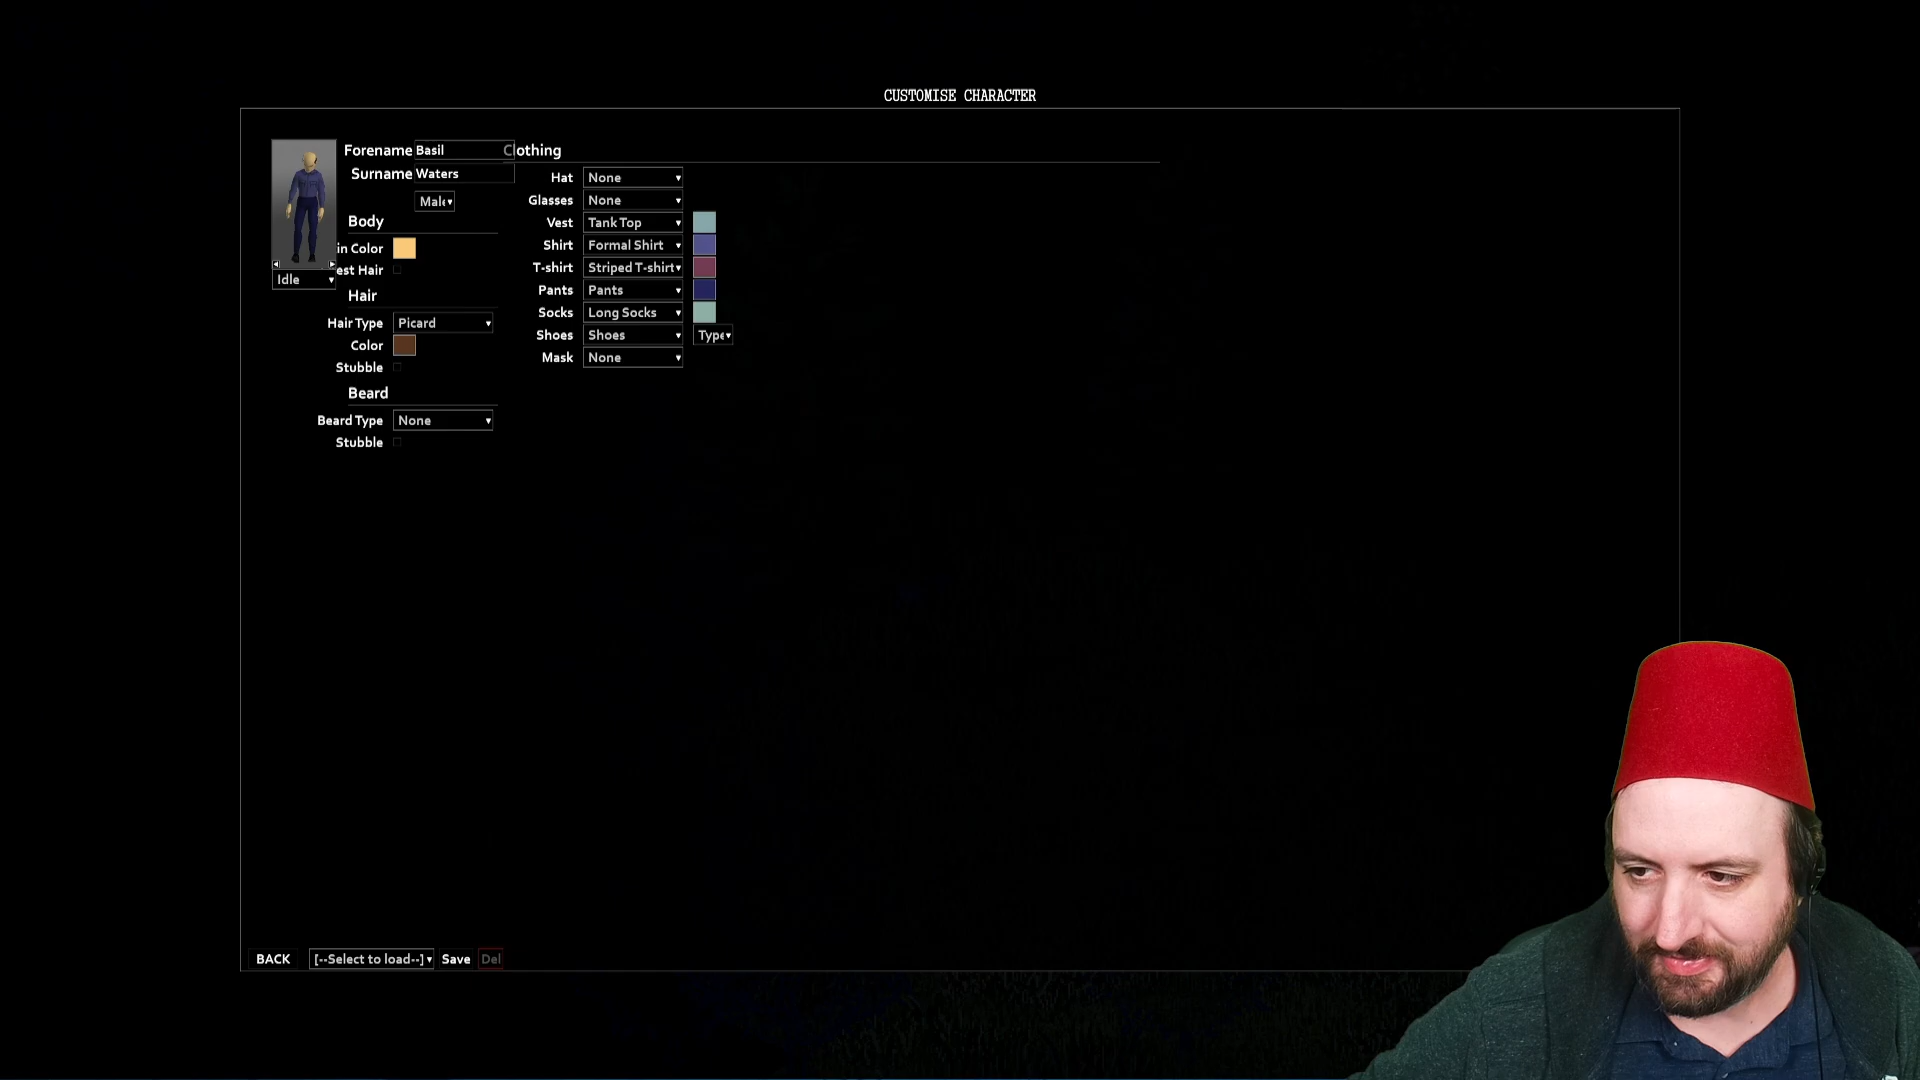 CUSTOMISE CHARACTER
Forename Basil
Surname Waters
Male
Body
in Color
est Hair
Idle
Hair
Hair Type Picard
Color
Stubble
Beard
Beard Type None
Stubble
Clothing
Hat None
Glasses None
Vest Tank Top
Shirt Formal Shirt
T-shirt Striped T-shirt
Pants Pants
Socks Long Socks
Shoes Shoes Type
Mask None
BACK [--Select to load--] Save Del